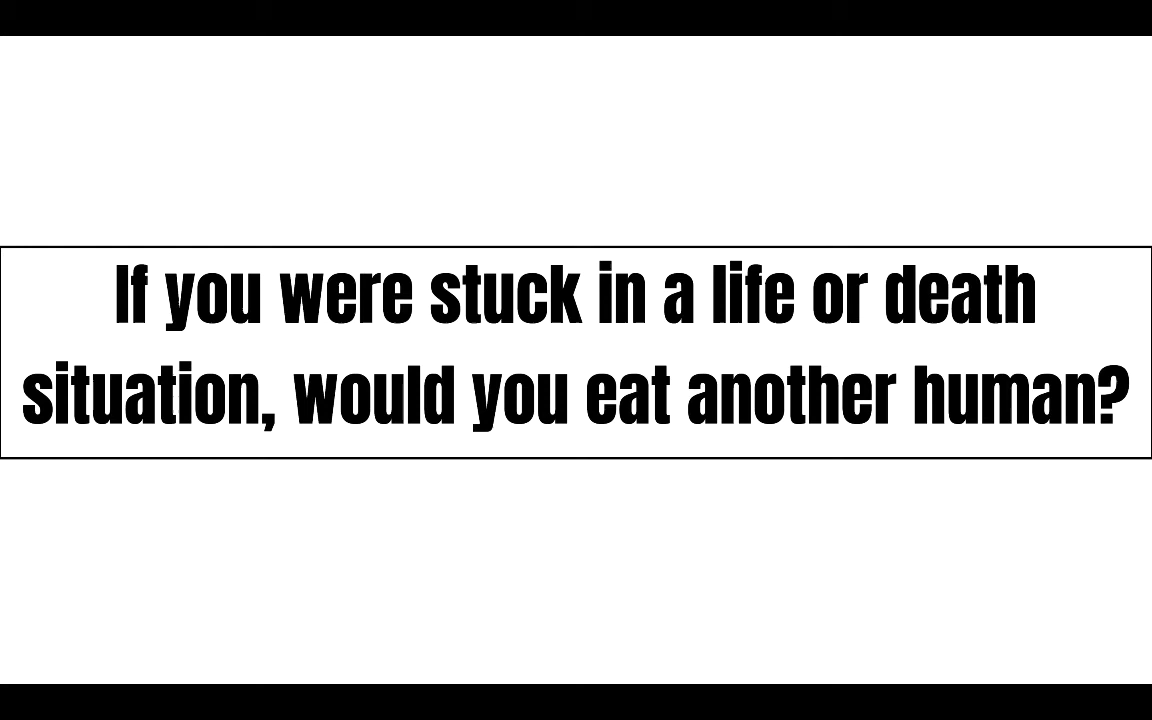 If you were stuck in a life or death
situation, would you eat another human?